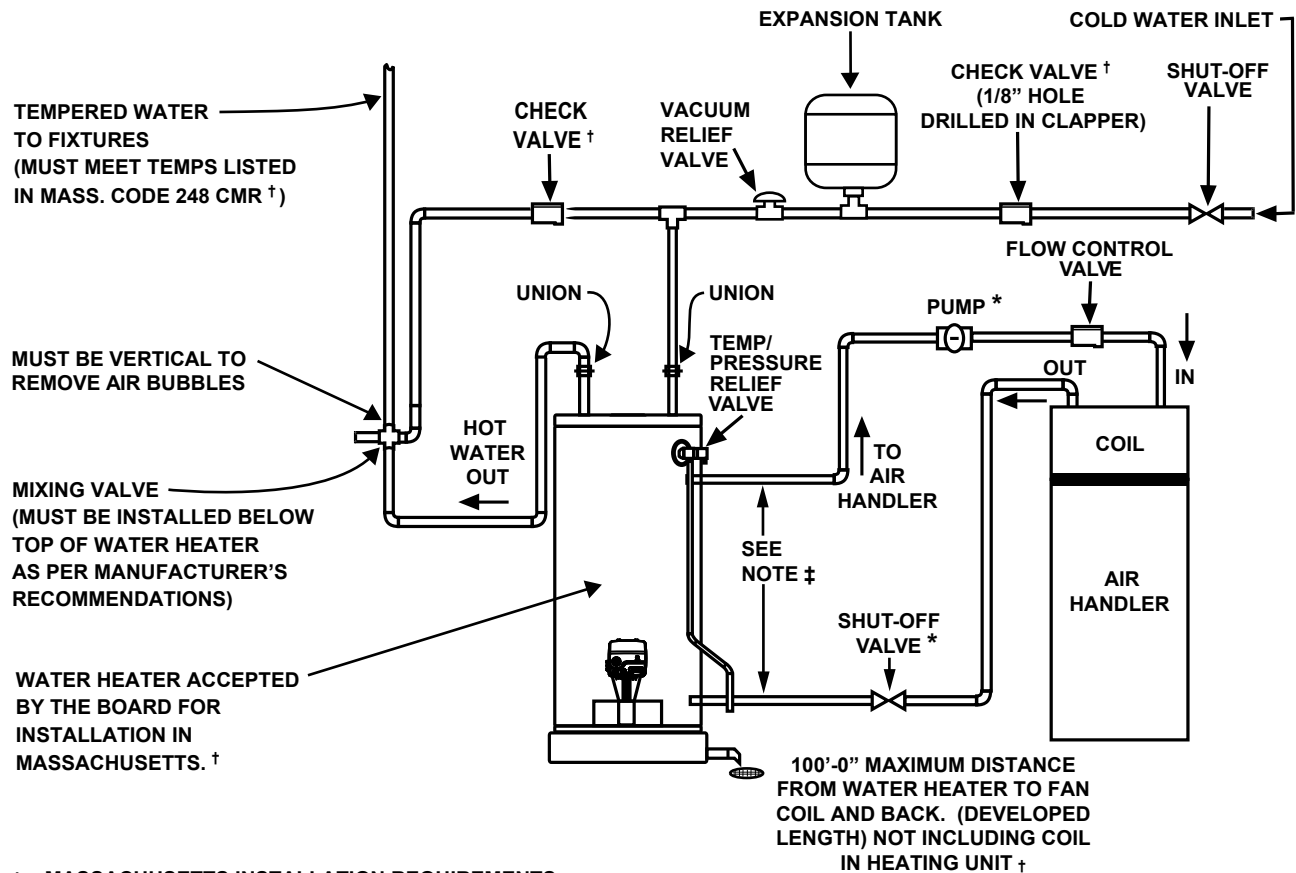 EXPANSION TANK
COLD WATER INLET
TEMPERED WATER
TO FIXTURES
(MUST MEET TEMPS LISTED
IN MASS. CODE 248 CMR †)
CHECK
VALVE †
VACUUM
RELIEF
VALVE
CHECK VALVE †
(1/8” HOLE
DRILLED IN CLAPPER)
SHUT-OFF
VALVE
FLOW CONTROL
VALVE
UNION
UNION
PUMP *
TEMP/
PRESSURE
RELIEF
VALVE
OUT
IN
MUST BE VERTICAL TO
REMOVE AIR BUBBLES
HOT
WATER
OUT
TO
AIR
HANDLER
COIL
MIXING VALVE
(MUST BE INSTALLED BELOW
TOP OF WATER HEATER
AS PER MANUFACTURER’S
RECOMMENDATIONS)
SEE
NOTE ‡
AIR
HANDLER
SHUT-OFF
VALVE *
WATER HEATER ACCEPTED
BY THE BOARD FOR
INSTALLATION IN
MASSACHUSETTS. †
100’-0” MAXIMUM DISTANCE
FROM WATER HEATER TO FAN
COIL AND BACK. (DEVELOPED
LENGTH) NOT INCLUDING COIL
IN HEATING UNIT †
MASSACHUSETTS INSTALLATION REQUIREMENTS